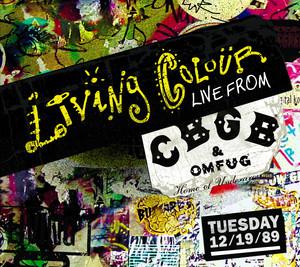 LIVING COLOUR
LIVE FROM
CBGB
&
OMFUG
Home of Underground
TUESDAY
12/19/89